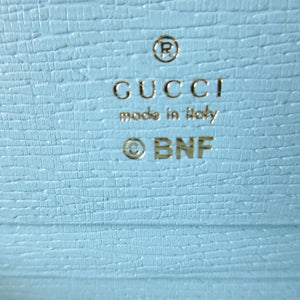 ®
GUCCI
made in italy
© BNF